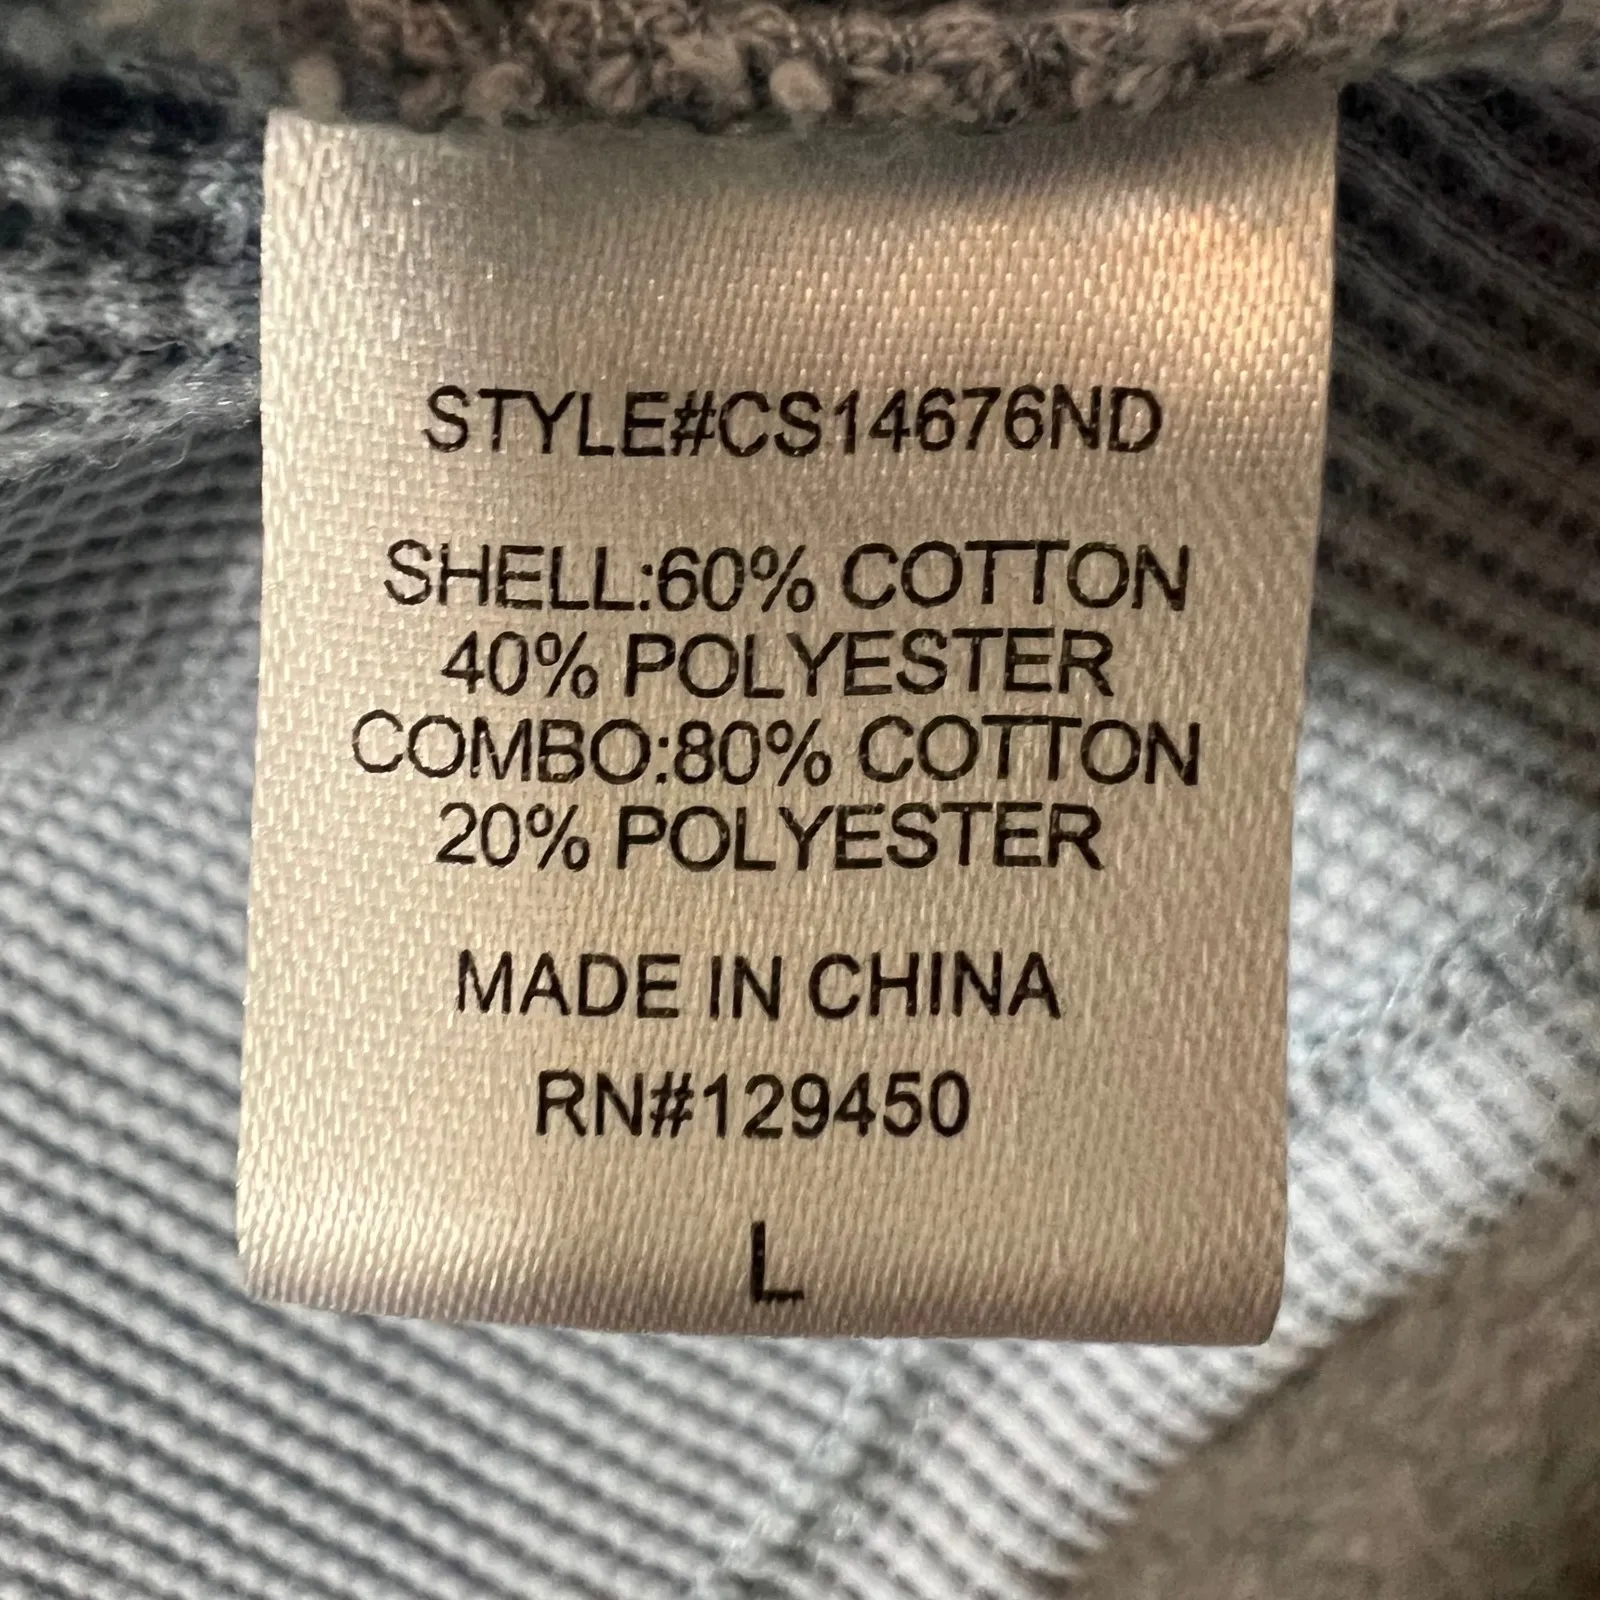 STYLE#CS14676ND
SHELL:60% COTTON
40% POLYESTER
COMBO:80% COTTON
20% POLYESTER
MADE IN CHINA
RN#129450
L